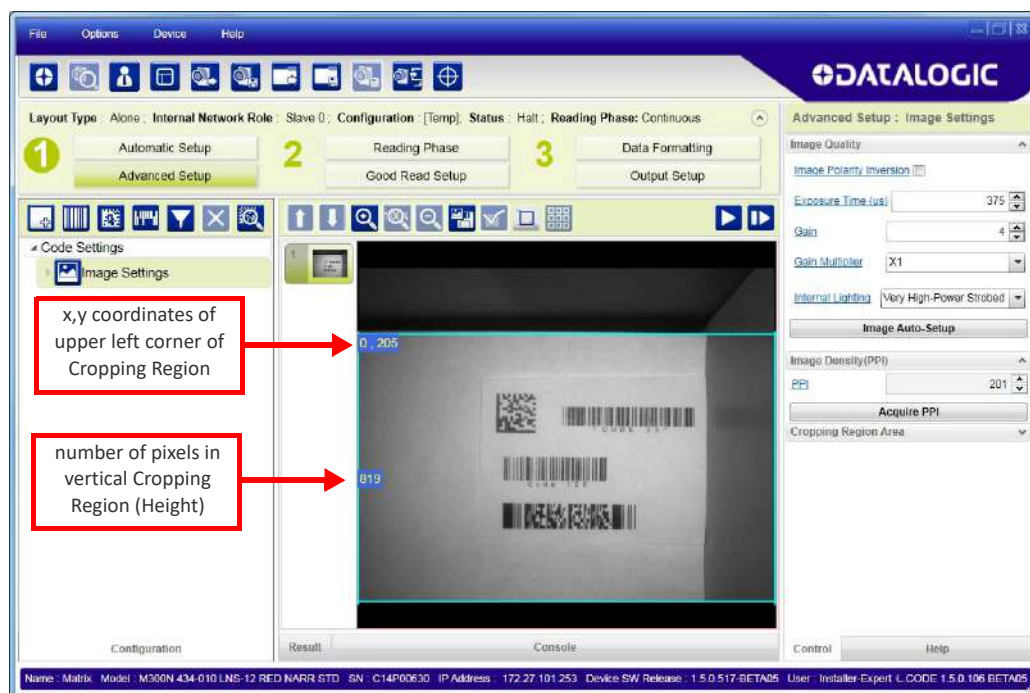 File Options Device Help
DATALOGIC
Layout Type : Alone ; Internal Network Role : Slave 0 ; Configuration : [Temp]; Status : Halt ; Reading Phase: Continuous
1 Automatic Setup 2 Reading Phase 3 Data Formatting
Advanced Setup Good Read Setup Output Setup
Advanced Setup : Image Settings
Image Quality
Image Polarity Inversion
Exposure Time (us) 375
Gain 4
Gain Multiplier X1
Internal Lighting Very High-Power Strobed
Image Auto-Setup
Image Density(PPI)
PPI 201
Acquire PPI
Cropping Region Area
Code Settings
Image Settings
x,y coordinates of
upper left corner of
Cropping Region
number of pixels in
vertical Cropping
Region (Height)
1
0 , 205
819
Configuration
Result Console
Control Help
Name : Matrix Model : M300N 434-010 LNS-12 RED NARR STD SN : C14P00630 IP Address : 172.27.101.253 Device SW Release : 1.5.0.517-BETA05 User : Installer-Expert L.CODE 1.5.0.106 BETA05